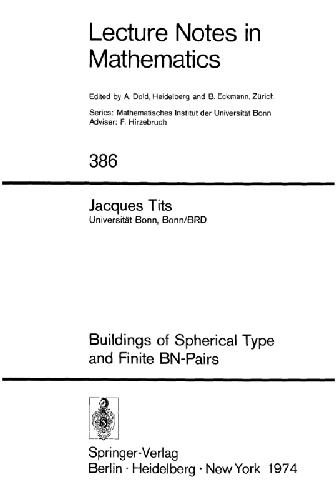 Lecture Notes in
Mathematics
Edited by A. Dold, Heidelberg and B. Eckmann, Zürich
Series: Mathematisches Institut der Universität Bonn
Adviser: F. Hirzebruch
386
Jacques Tits
Universität Bonn, Bonn/BRD
Buildings of Spherical Type
and Finite BN-Pairs
Springer-Verlag
Berlin · Heidelberg · New York 1974